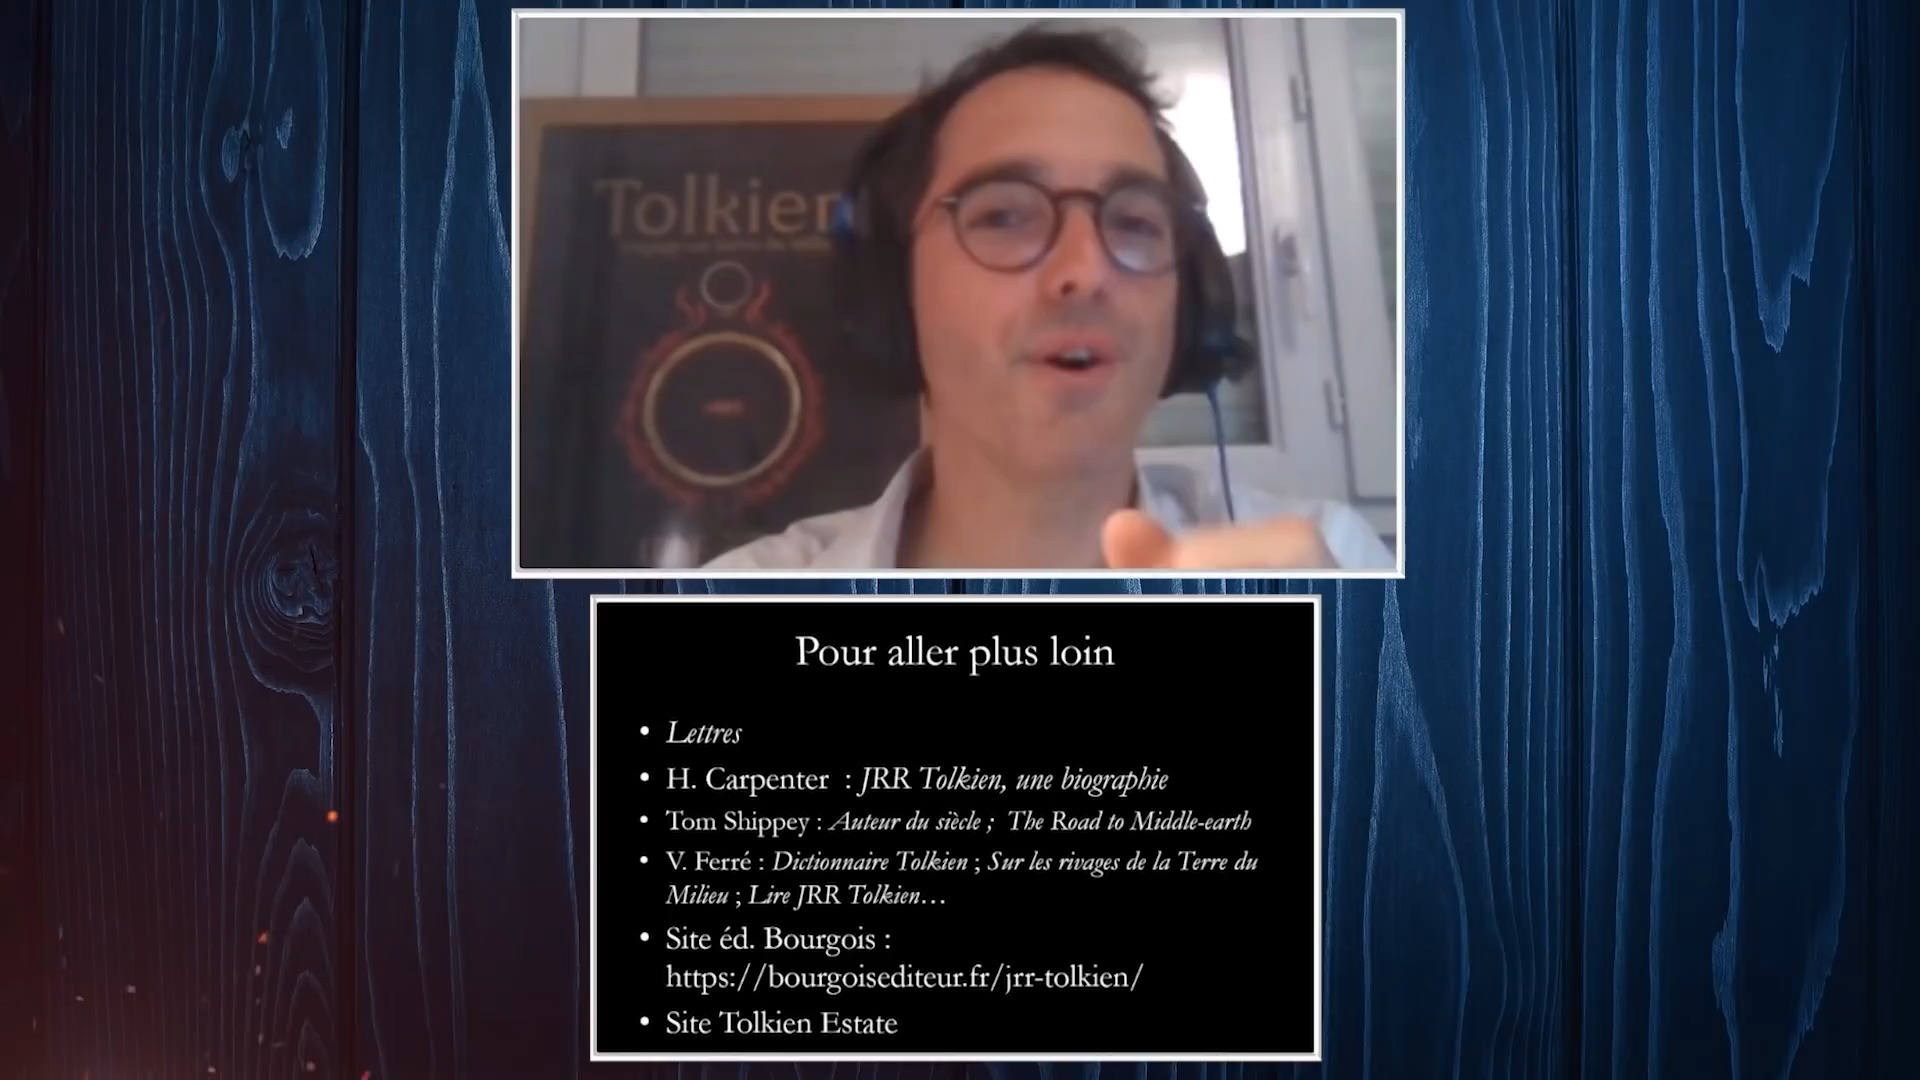 Tolkien
Pour aller plus loin
• Lettres
• H. Carpenter : JRR Tolkien, une biographie
• Tom Shippey : Auteur du siècle ; The Road to Middle-earth
• V. Ferré : Dictionnaire Tolkien ; Sur les rivages de la Terre du
Milieu ; Lire JRR Tolkien…
• Site éd. Bourgois :
https://bourgoisediteur.fr/jrr-tolkien/
• Site Tolkien Estate